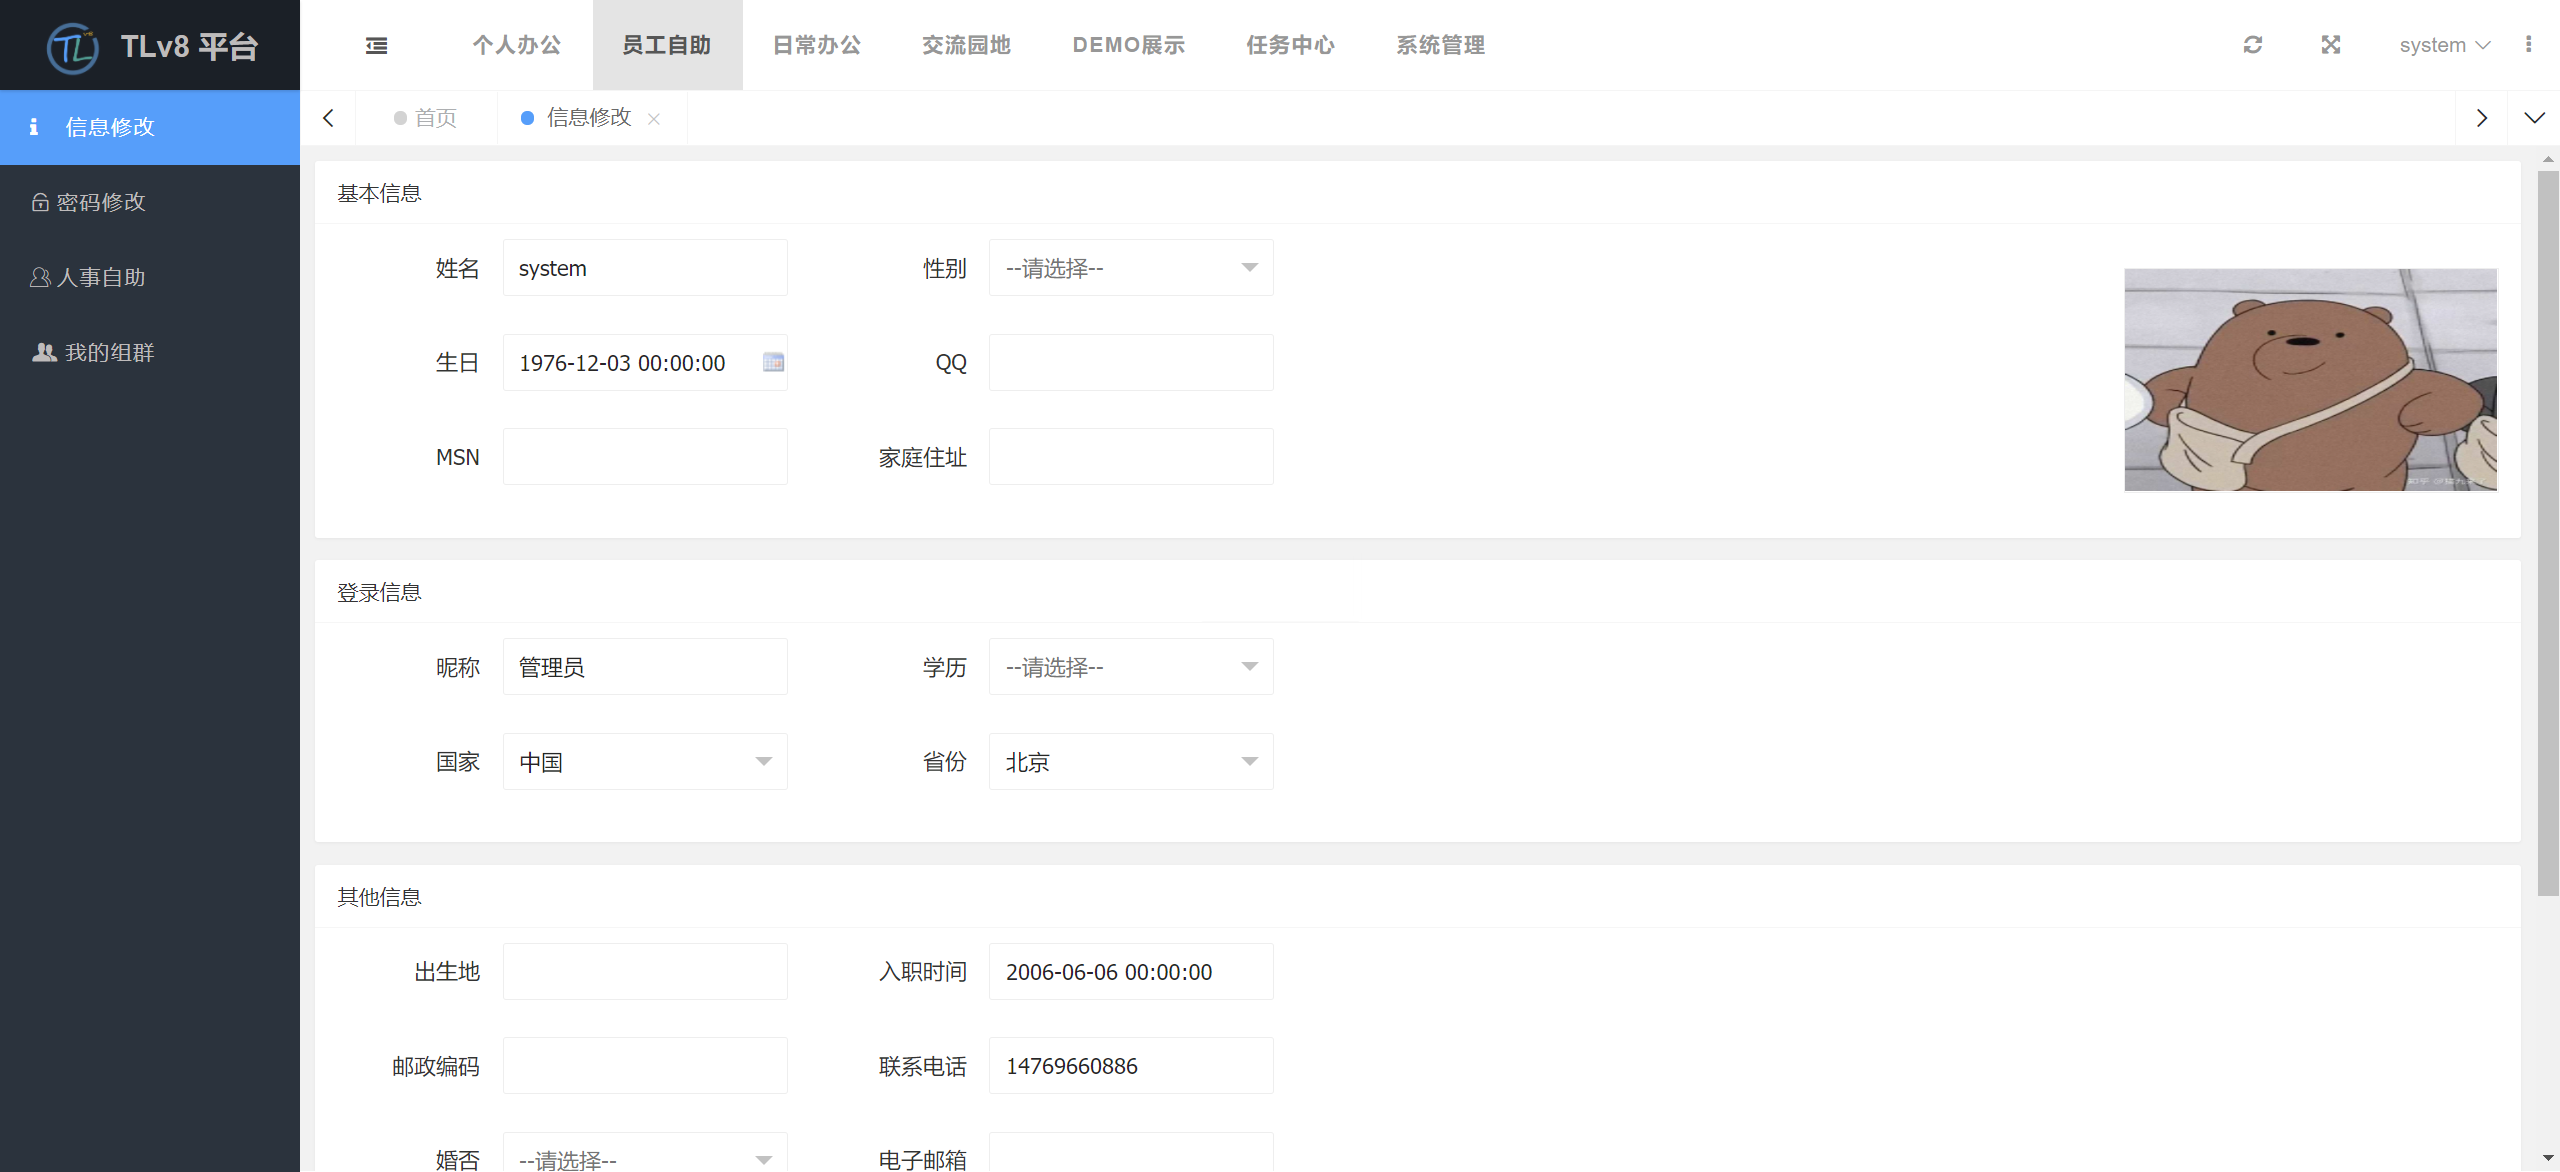 TLv8 平台
个人办公 员工自助 日常办公 交流园地 DEMO展示 任务中心 系统管理 system
信息修改
密码修改
人事自助
我的组群
首页 信息修改
基本信息
姓名 system 性别 --请选择--
生日 1976-12-03 00:00:00 QQ
MSN 家庭住址
登录信息
昵称 管理员 学历 --请选择--
国家 中国 省份 北京
其他信息
出生地 入职时间 2006-06-06 00:00:00
邮政编码 联系电话 14769660886
婚否 --请选择-- 电子邮箱